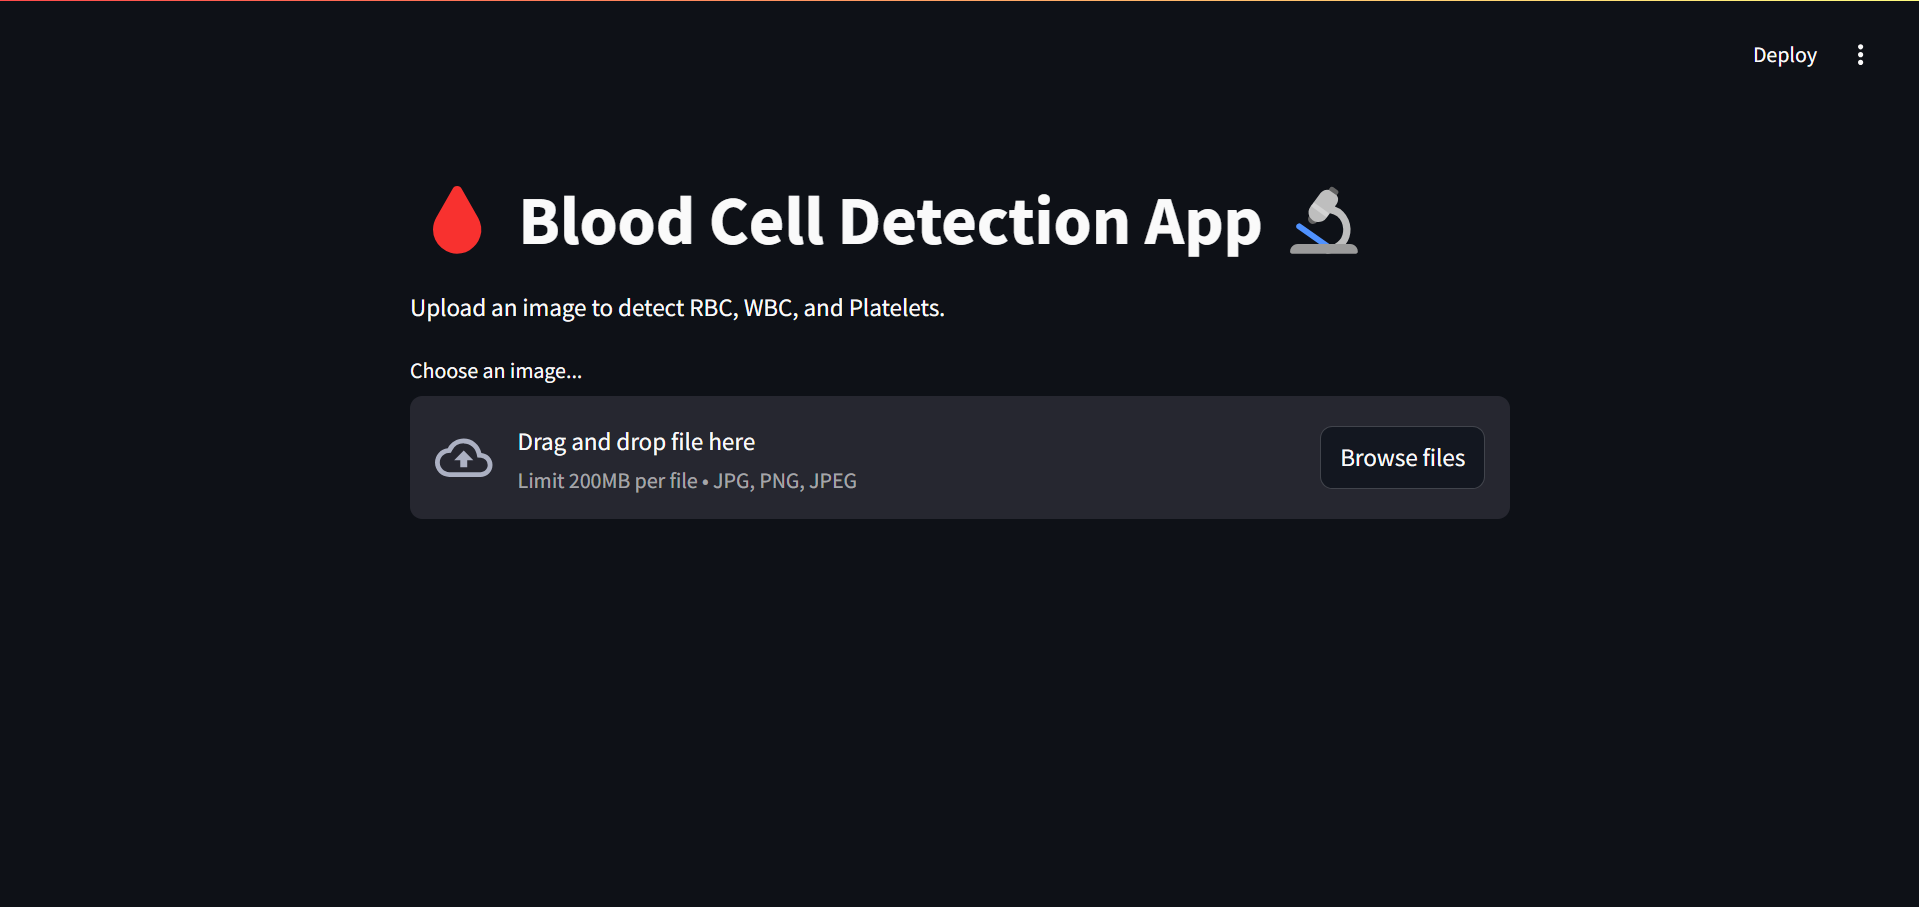 Deploy
Blood Cell Detection App
Upload an image to detect RBC, WBC, and Platelets.
Choose an image...
Drag and drop file here
Limit 200MB per file • JPG, PNG, JPEG
Browse files